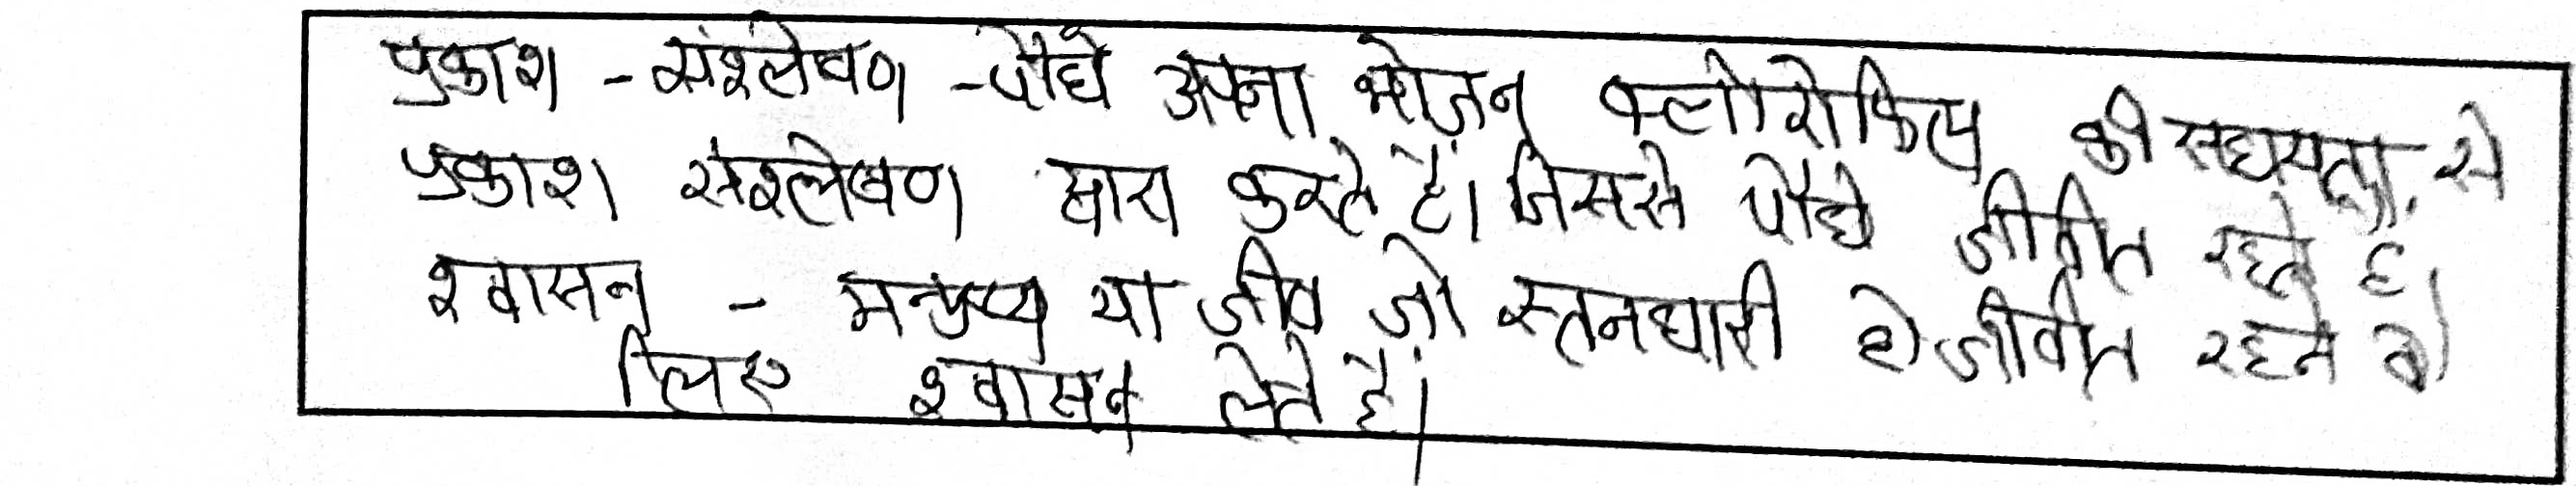 प्रकाश - संश्लेषण - पौधे अपना भोजन क्लोरोफिल की सहायता से
प्रकाश संश्लेषण द्वारा करते है। जिससे पौधे जीवीत रहते है।
श्वासन - मनुष्य या जीव जो स्तनधारी हो जीवीत रहने के
लिए श्वासन लेते है।